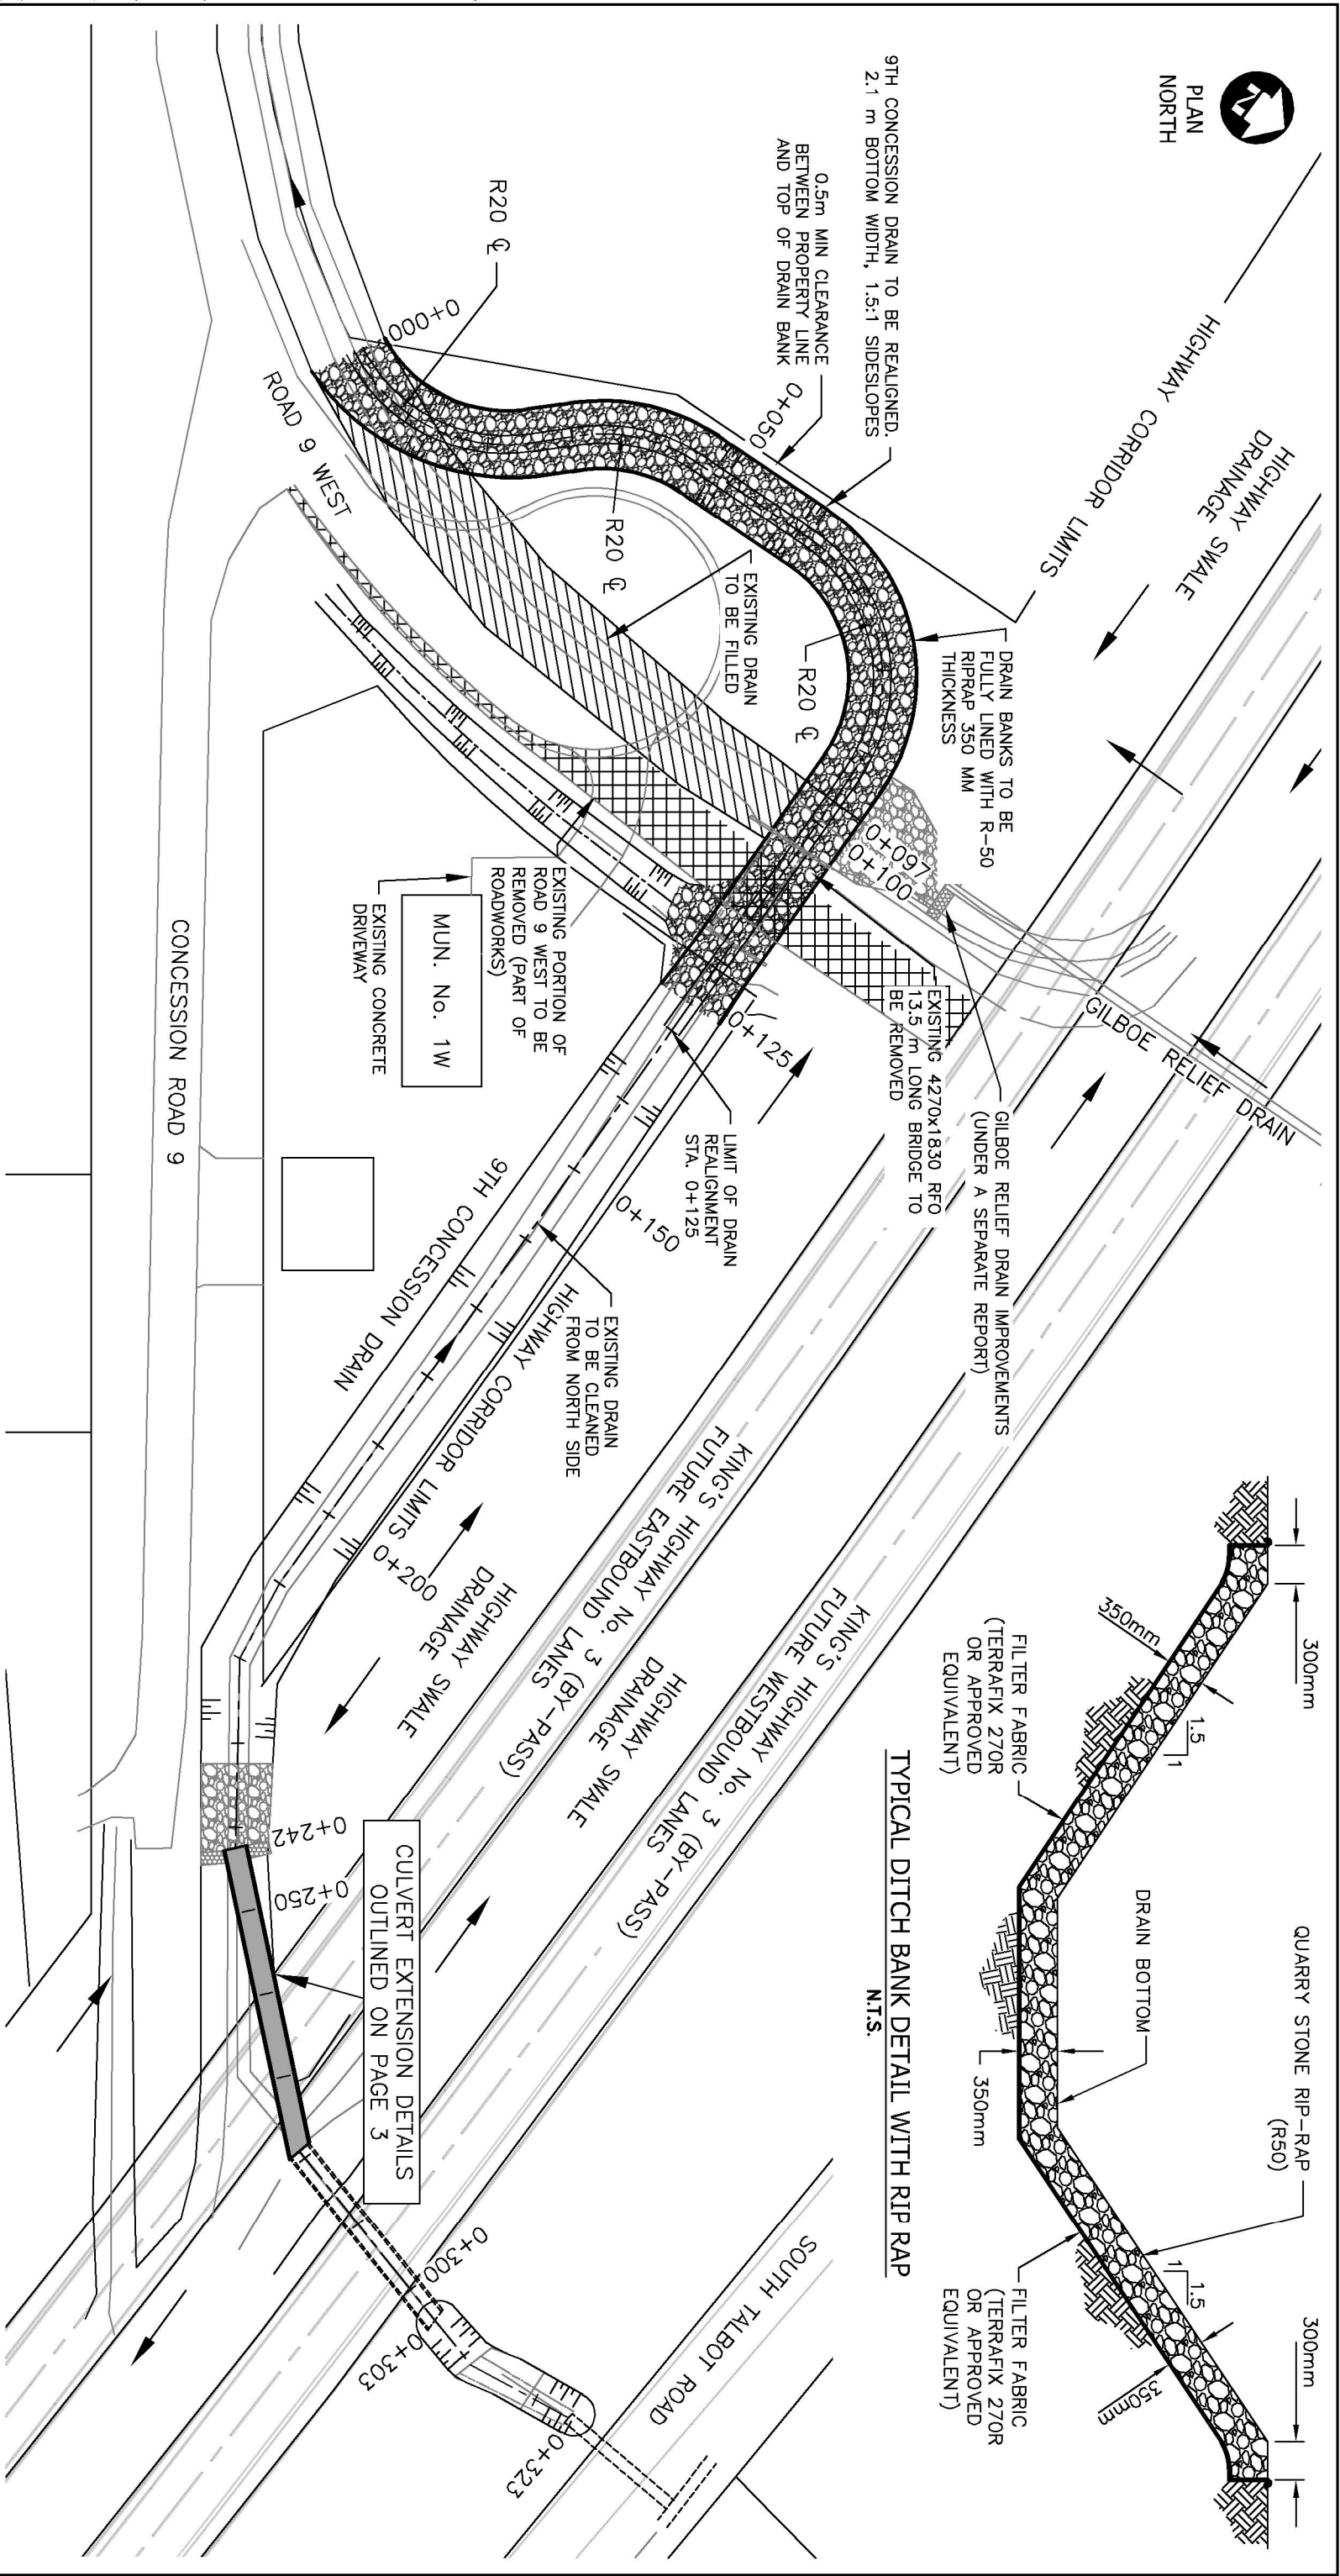 PLAN
NORTH
HIGHWAY CORRIDOR LIMITS
HIGHWAY
DRAINAGE SWALE
9TH CONCESSION DRAIN TO BE REALIGNED.
2.1 m BOTTOM WIDTH, 1.5:1 SIDESLOPES
0.5m MIN CLEARANCE
BETWEEN PROPERTY LINE
AND TOP OF DRAIN BANK
R20 ℄
0+000
0+050
ROAD 9 WEST
R20 ℄
EXISTING DRAIN
TO BE FILLED
R20 ℄
DRAIN BANKS TO BE
FULLY LINED WITH R-50
RIPRAP 350 MM
THICKNESS
0+097
0+100
GILBOE RELIEF DRAIN
GILBOE RELIEF DRAIN IMPROVEMENTS
(UNDER A SEPARATE REPORT)
EXISTING 4270x1830 RFO
13.5 m LONG BRIDGE TO
BE REMOVED
0+125
LIMIT OF DRAIN
REALIGNMENT
STA. 0+125
EXISTING PORTION OF
ROAD 9 WEST TO BE
REMOVED (PART OF
ROADWORKS)
MUN. No. 1W
EXISTING CONCRETE
DRIVEWAY
CONCESSION ROAD 9
0+150
9TH CONCESSION DRAIN
EXISTING DRAIN
TO BE CLEANED
FROM NORTH SIDE
HIGHWAY CORRIDOR LIMITS
0+200
HIGHWAY
DRAINAGE SWALE
KING'S HIGHWAY No. 3 (BY-PASS)
FUTURE EASTBOUND LANES
HIGHWAY
DRAINAGE SWALE
KING'S HIGHWAY No. 3 (BY-PASS)
FUTURE WESTBOUND LANES
0+242
0+250
CULVERT EXTENSION DETAILS
OUTLINED ON PAGE 3
0+300
0+303
0+323
SOUTH TALBOT ROAD
300mm
350mm
1.5
1
FILTER FABRIC
(TERRAFIX 270R
OR APPROVED
EQUIVALENT)
DRAIN BOTTOM
QUARRY STONE RIP-RAP
(R50)
350mm
1.5
1
300mm
350mm
FILTER FABRIC
(TERRAFIX 270R
OR APPROVED
EQUIVALENT)
TYPICAL DITCH BANK DETAIL WITH RIP RAP
N.T.S.